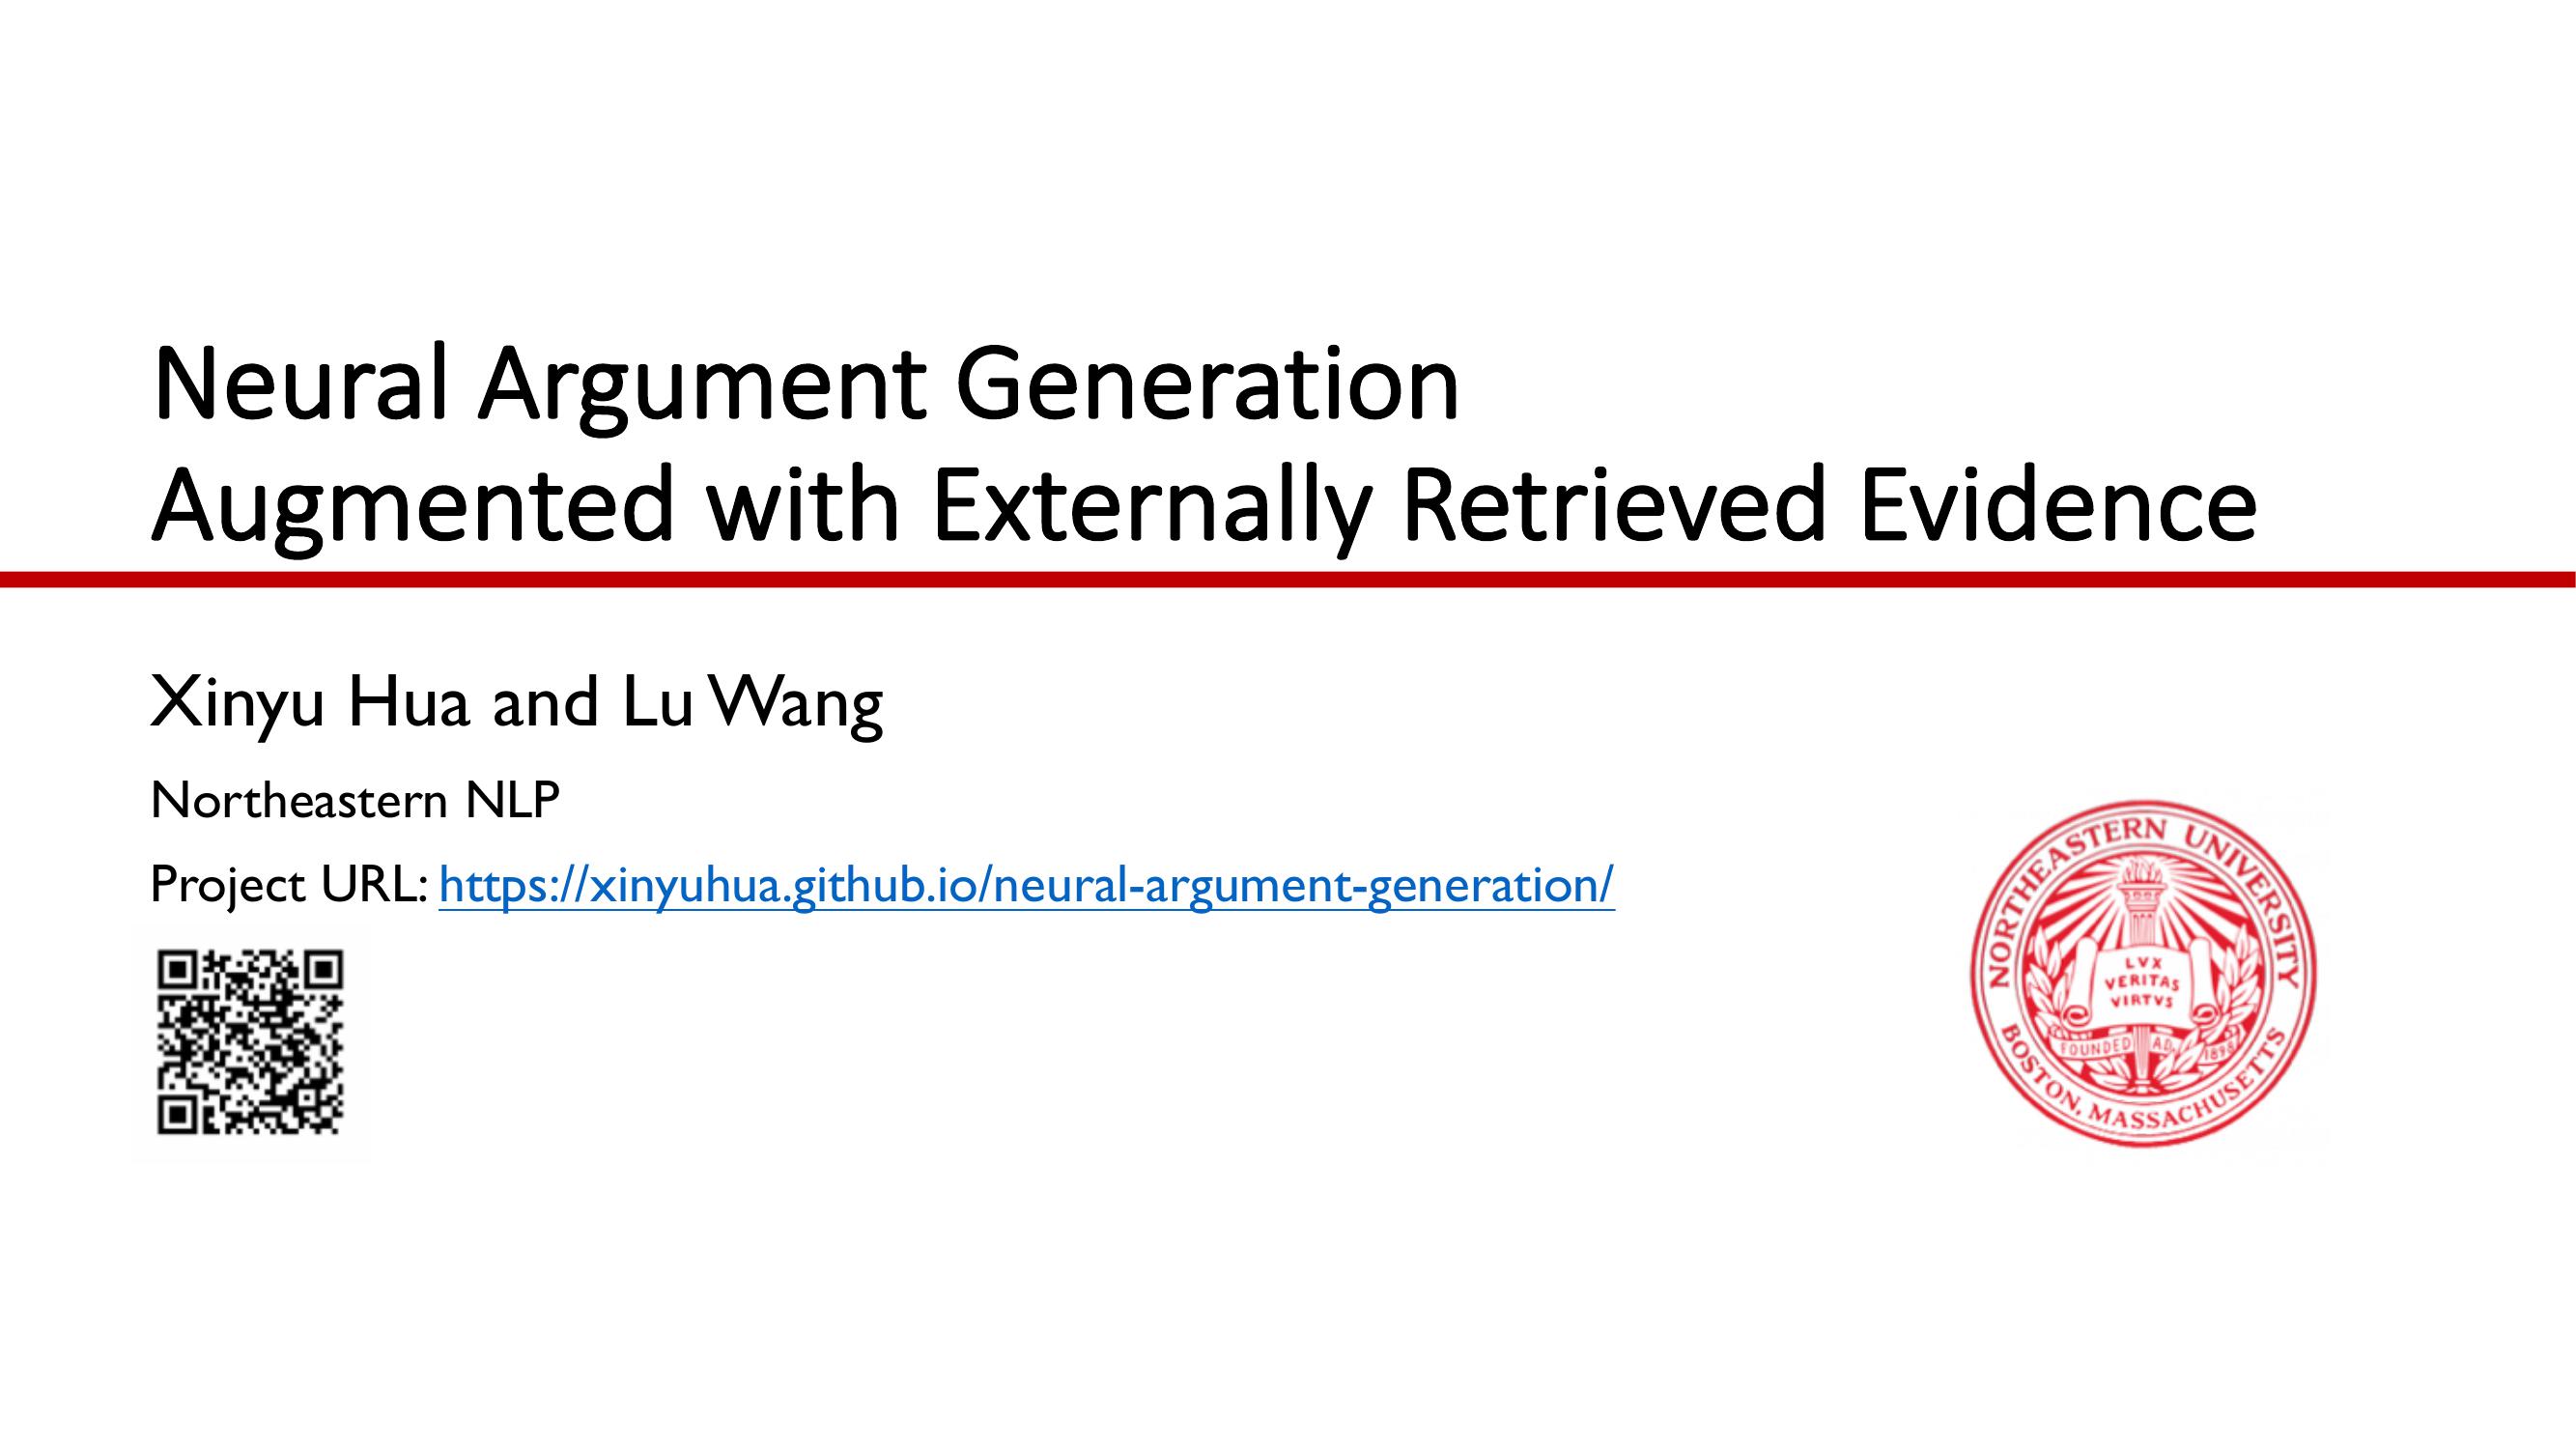 Neural Argument Generation
Augmented with Externally Retrieved Evidence
Xinyu Hua and Lu Wang
Northeastern NLP
Project URL: https://xinyuhua.github.io/neural-argument-generation/
NORTHEASTERN UNIVERSITY
LVX
VERITAS
VIRTVS
FOUNDED A.D. 1898
BOSTON, MASSACHUSETTS